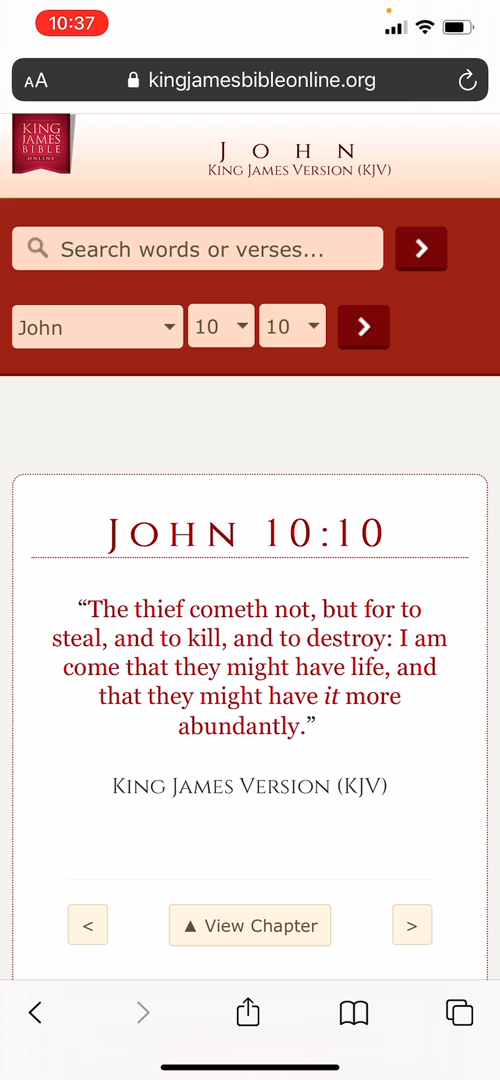 10:37
AA kingjamesbibleonline.org
KING
JAMES
BIBLE
ONLINE
JOHN
KING JAMES VERSION (KJV)
Search words or verses...
John 10 10
JOHN 10:10
“The thief cometh not, but for to
steal, and to kill, and to destroy: I am
come that they might have life, and
that they might have it more
abundantly.”
KING JAMES VERSION (KJV)
< ▲ View Chapter >